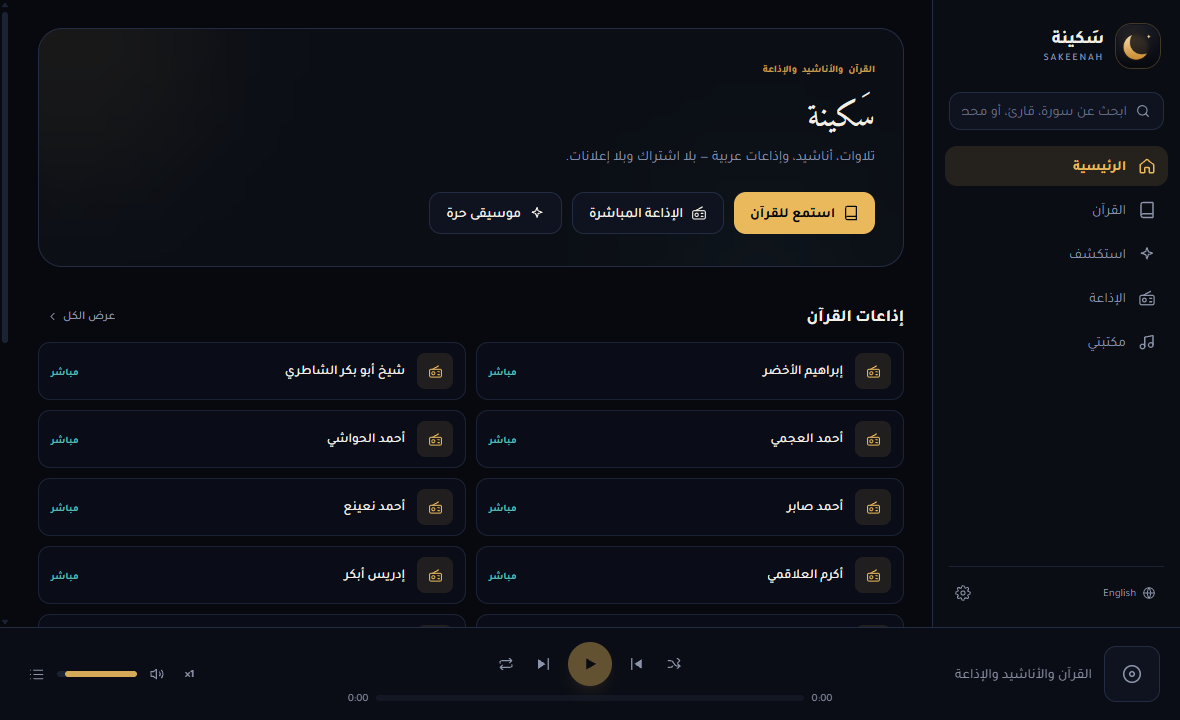 سَكينة
SAKEENAH
ابحث عن سورة، قارئ، أو محد
الرئيسية
القرآن
استكشف
الإذاعة
مكتبتي
English
القرآن والأناشيد والإذاعة
سَكينة
تلاوات، أناشيد، وإذاعات عربية — بلا اشتراك وبلا إعلانات.
استمع للقرآن
الإذاعة المباشرة
موسيقى حرة
إذاعات القرآن
عرض الكل
إبراهيم الأخضر
مباشر
شيخ أبو بكر الشاطري
مباشر
أحمد العجمي
مباشر
أحمد الحواشي
مباشر
أحمد صابر
مباشر
أحمد نعينع
مباشر
أكرم العلاقمي
مباشر
إدريس أبكر
مباشر
القرآن والأناشيد والإذاعة
0:00
0:00
x1